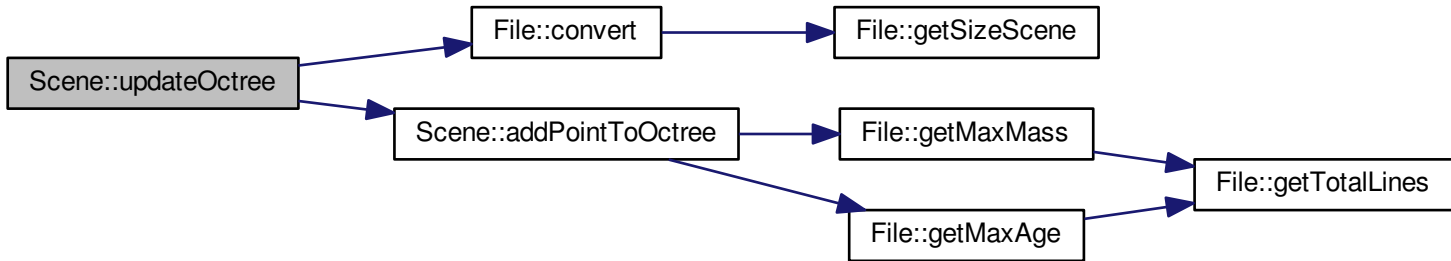 Scene::updateOctree
File::convert
File::getSizeScene
Scene::addPointToOctree
File::getMaxMass
File::getMaxAge
File::getTotalLines